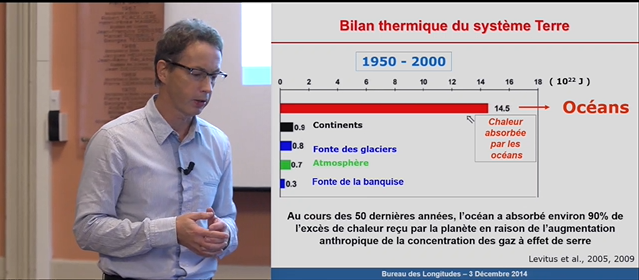 Bilan thermique du système Terre
1950 - 2000
0 2 4 6 8 10 12 14 16 18 (10²² J)
14.5 Océans
0.9 Continents
Chaleur
absorbée
par les
océans
0.8 Fonte des glaciers
0.7 Atmosphère
0.3 Fonte de la banquise
Au cours des 50 dernières années, l'océan a absorbé environ 90% de
l'excès de chaleur reçu par la planète en raison de l'augmentation
anthropique de la concentration des gaz à effet de serre
Levitus et al., 2005, 2009
Bureau des Longitudes – 3 Décembre 2014